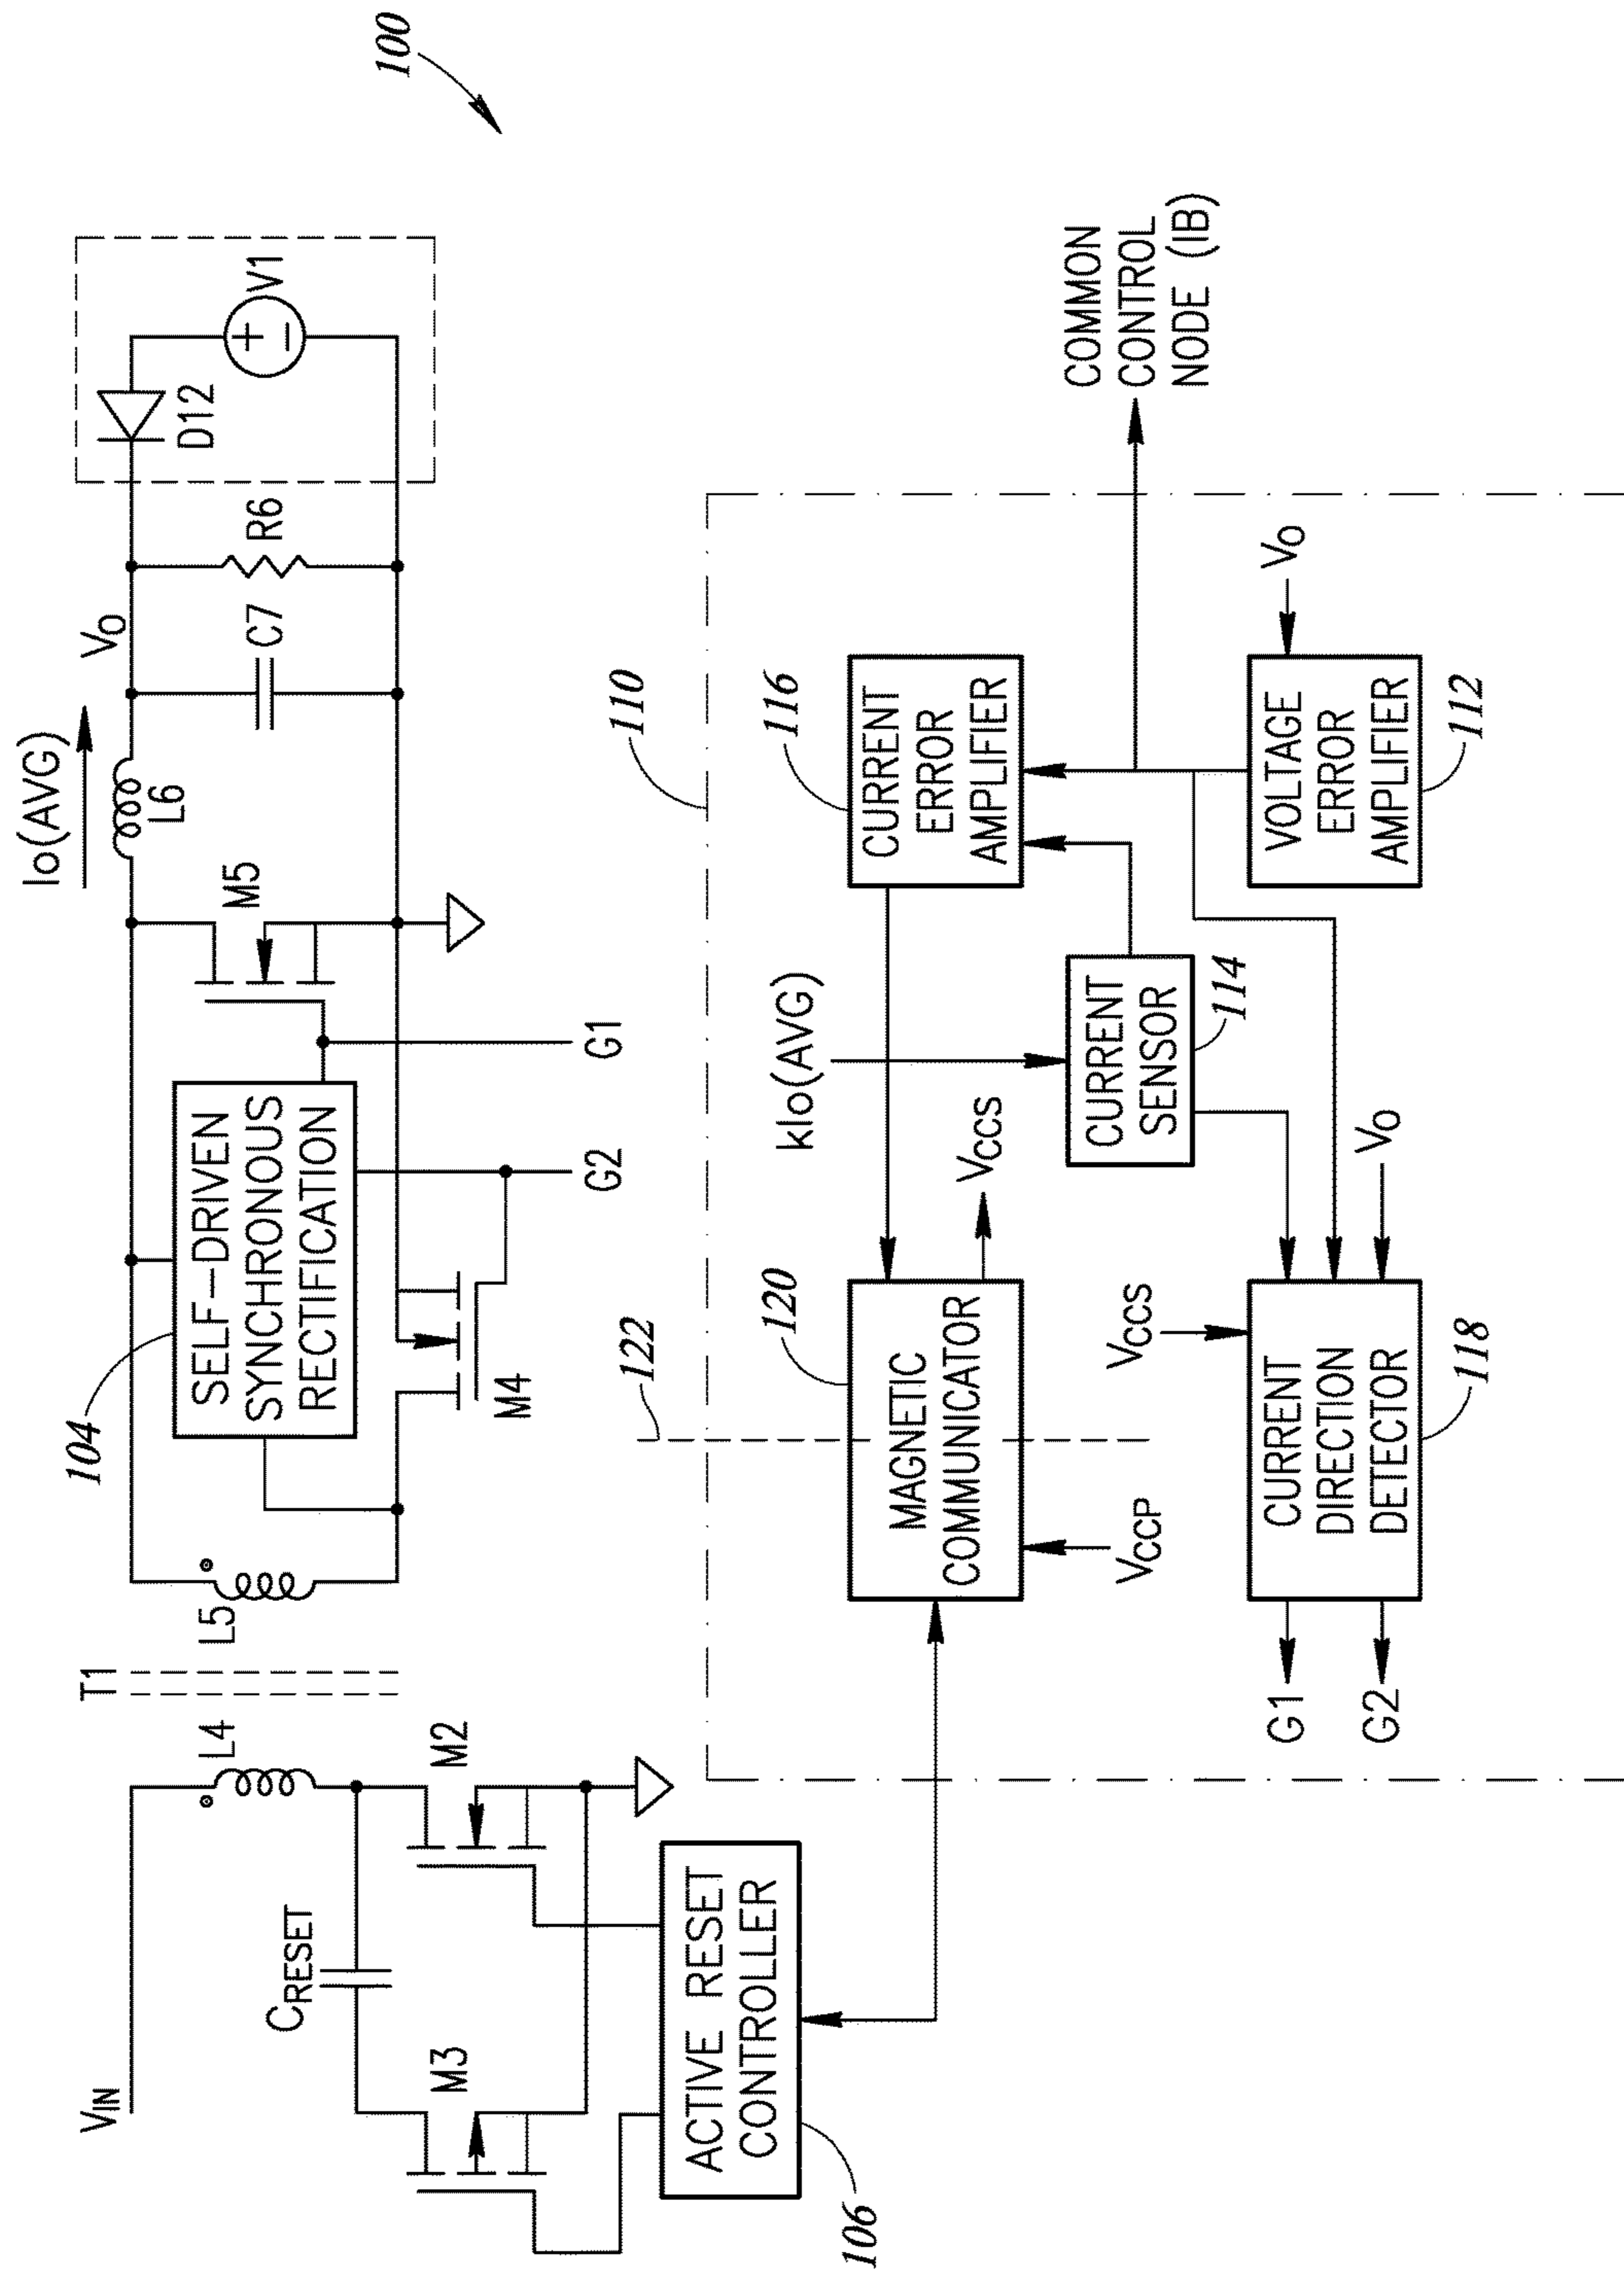 100
Io(AVG)
VO
V1
D12
R6
C7
L6
M5
104
SELF-DRIVEN
SYNCHRONOUS
RECTIFICATION
G1
G2
M4
T1
L5
L4
VIN
CRESET
M2
M3
ACTIVE RESET
CONTROLLER
106
110
122
120
MAGNETIC
COMMUNICATOR
VCCP
VCCS
kIo(AVG)
116
CURRENT
ERROR
AMPLIFIER
COMMON
CONTROL
NODE (IB)
CURRENT
SENSOR
114
VCCS
CURRENT
DIRECTION
DETECTOR
118
VO
G1
G2
VOLTAGE
ERROR
AMPLIFIER
112
VO